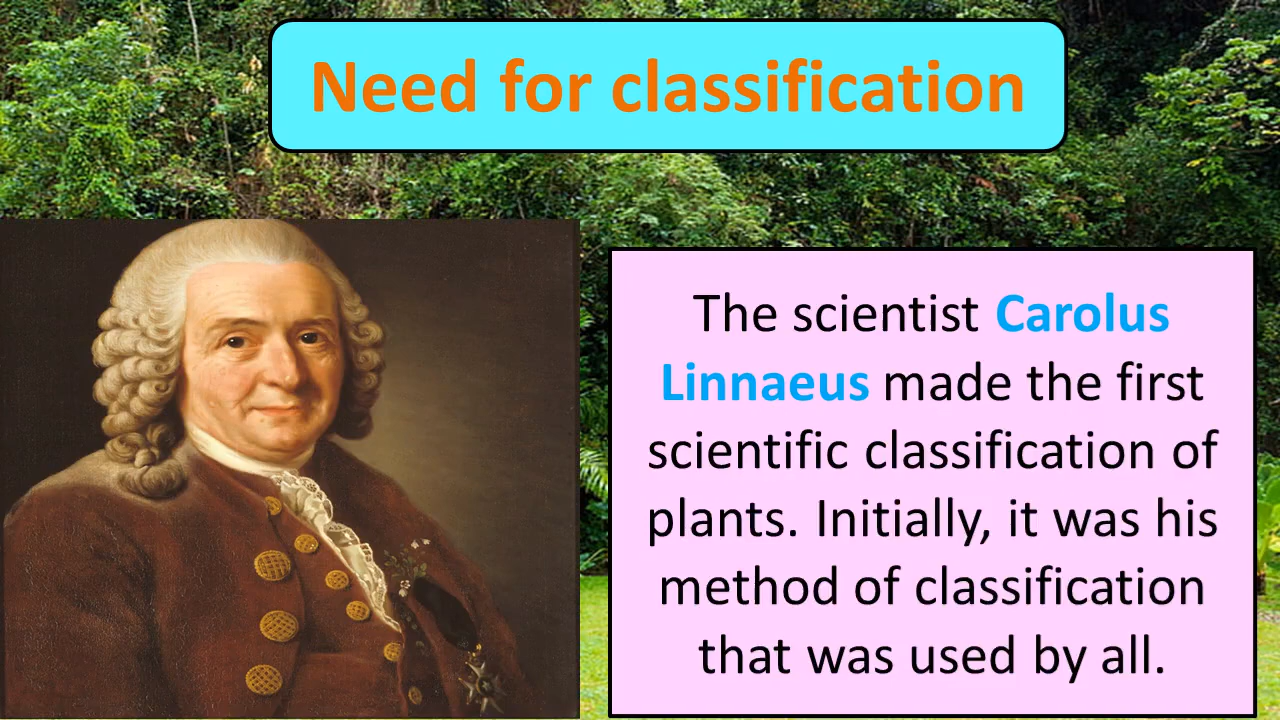 Need for classification
The scientist Carolus
Linnaeus made the first
scientific classification of
plants. Initially, it was his
method of classification
that was used by all.